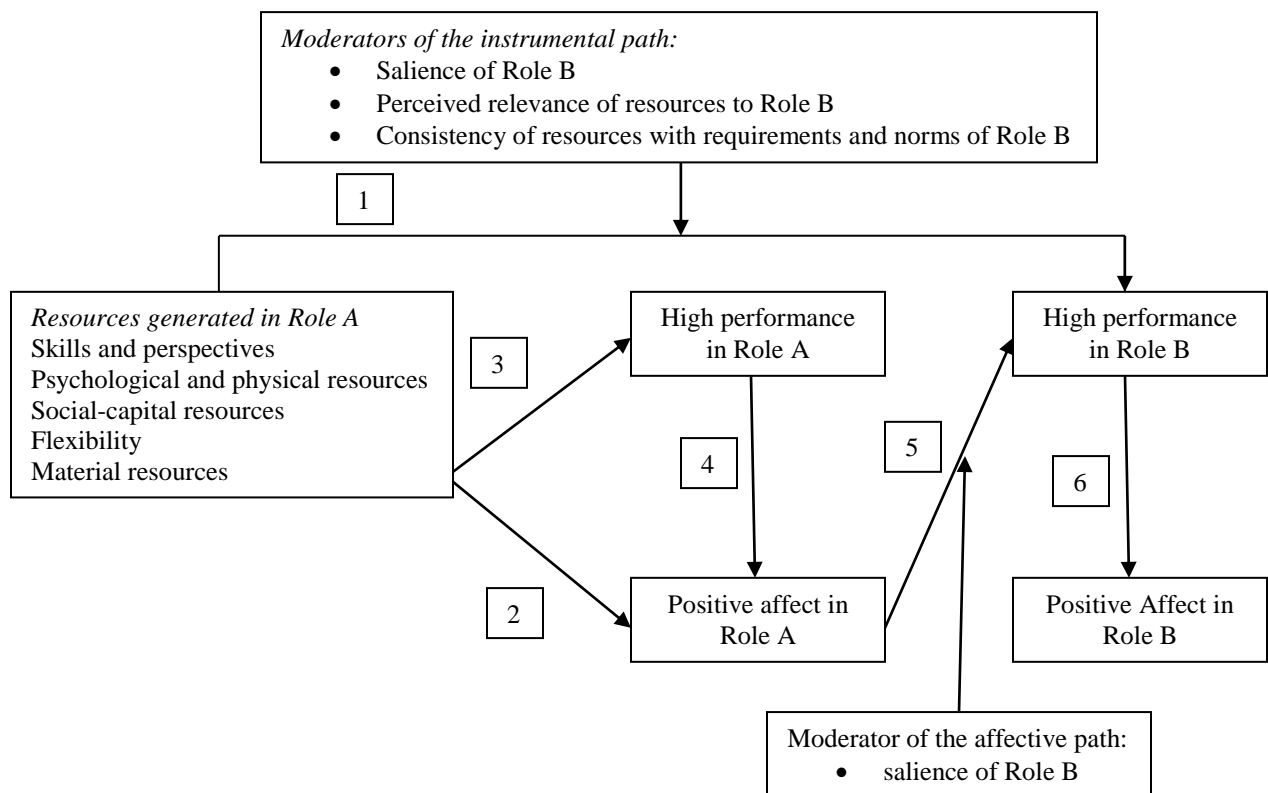 Moderators of the instrumental path:
• Salience of Role B
• Perceived relevance of resources to Role B
• Consistency of resources with requirements and norms of Role B
1
Resources generated in Role A
Skills and perspectives
Psychological and physical resources
Social-capital resources
Flexibility
Material resources
3
High performance
in Role A
High performance
in Role B
4
5
6
2
Positive affect in
Role A
Positive Affect in
Role B
Moderator of the affective path:
• salience of Role B